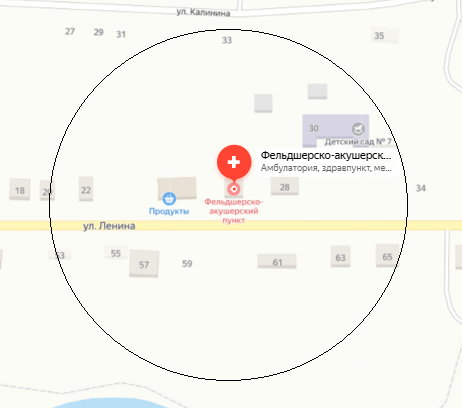 ул. Калинина
27
29
31
33
35
30
Детский сад № 7
Фельдшерско-акушерск...
Амбулатория, здравпункт, ме...
18
20
22
28
34
Продукты
Фельдшерско-
акушерский
пункт
ул. Ленина
53
55
57
59
61
63
65